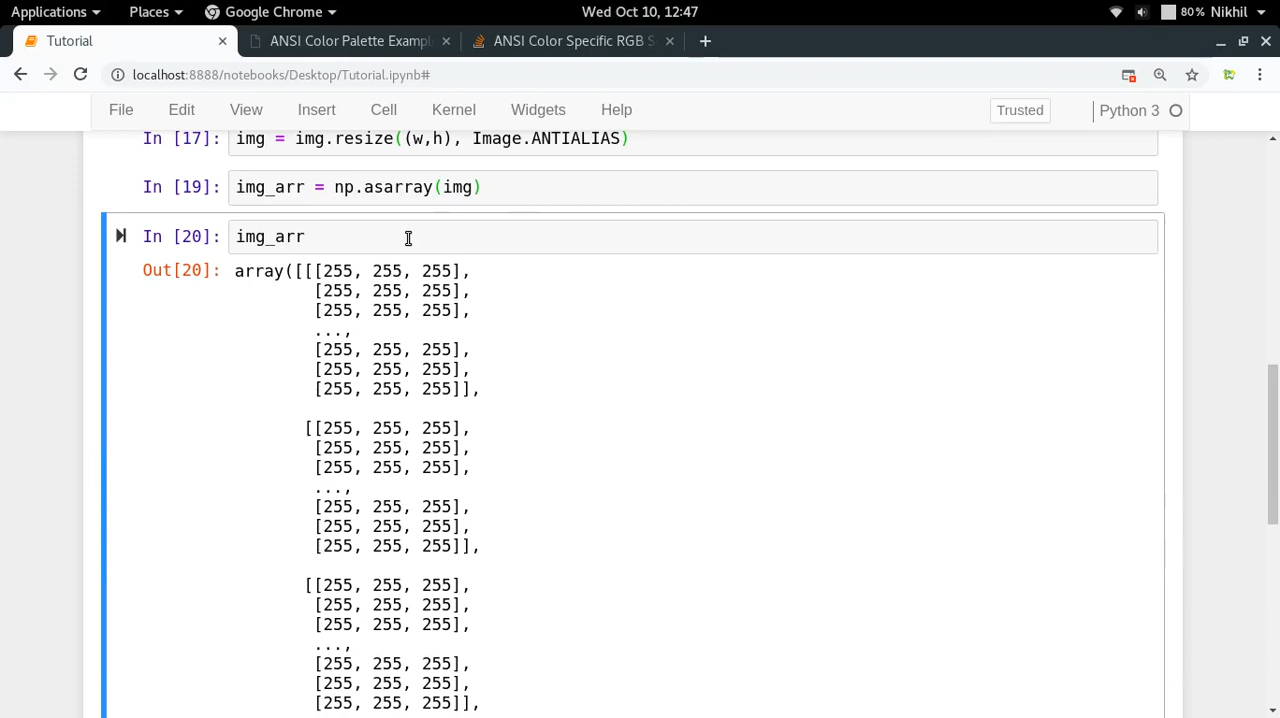 Applications Places Google Chrome Wed Oct 10, 12:47 80% Nikhil
Tutorial ANSI Color Palette Exampl ANSI Color Specific RGB S
localhost:8888/notebooks/Desktop/Tutorial.ipynb#
File Edit View Insert Cell Kernel Widgets Help Trusted Python 3
In [17]: img = img.resize((w,h), Image.ANTIALIAS)
In [19]: img_arr = np.asarray(img)
In [20]: img_arr
Out[20]: array([[[255, 255, 255],
[255, 255, 255],
[255, 255, 255],
...,
[255, 255, 255],
[255, 255, 255],
[255, 255, 255]],
[[255, 255, 255],
[255, 255, 255],
[255, 255, 255],
...,
[255, 255, 255],
[255, 255, 255],
[255, 255, 255]],
[[255, 255, 255],
[255, 255, 255],
[255, 255, 255],
...,
[255, 255, 255],
[255, 255, 255],
[255, 255, 255]],